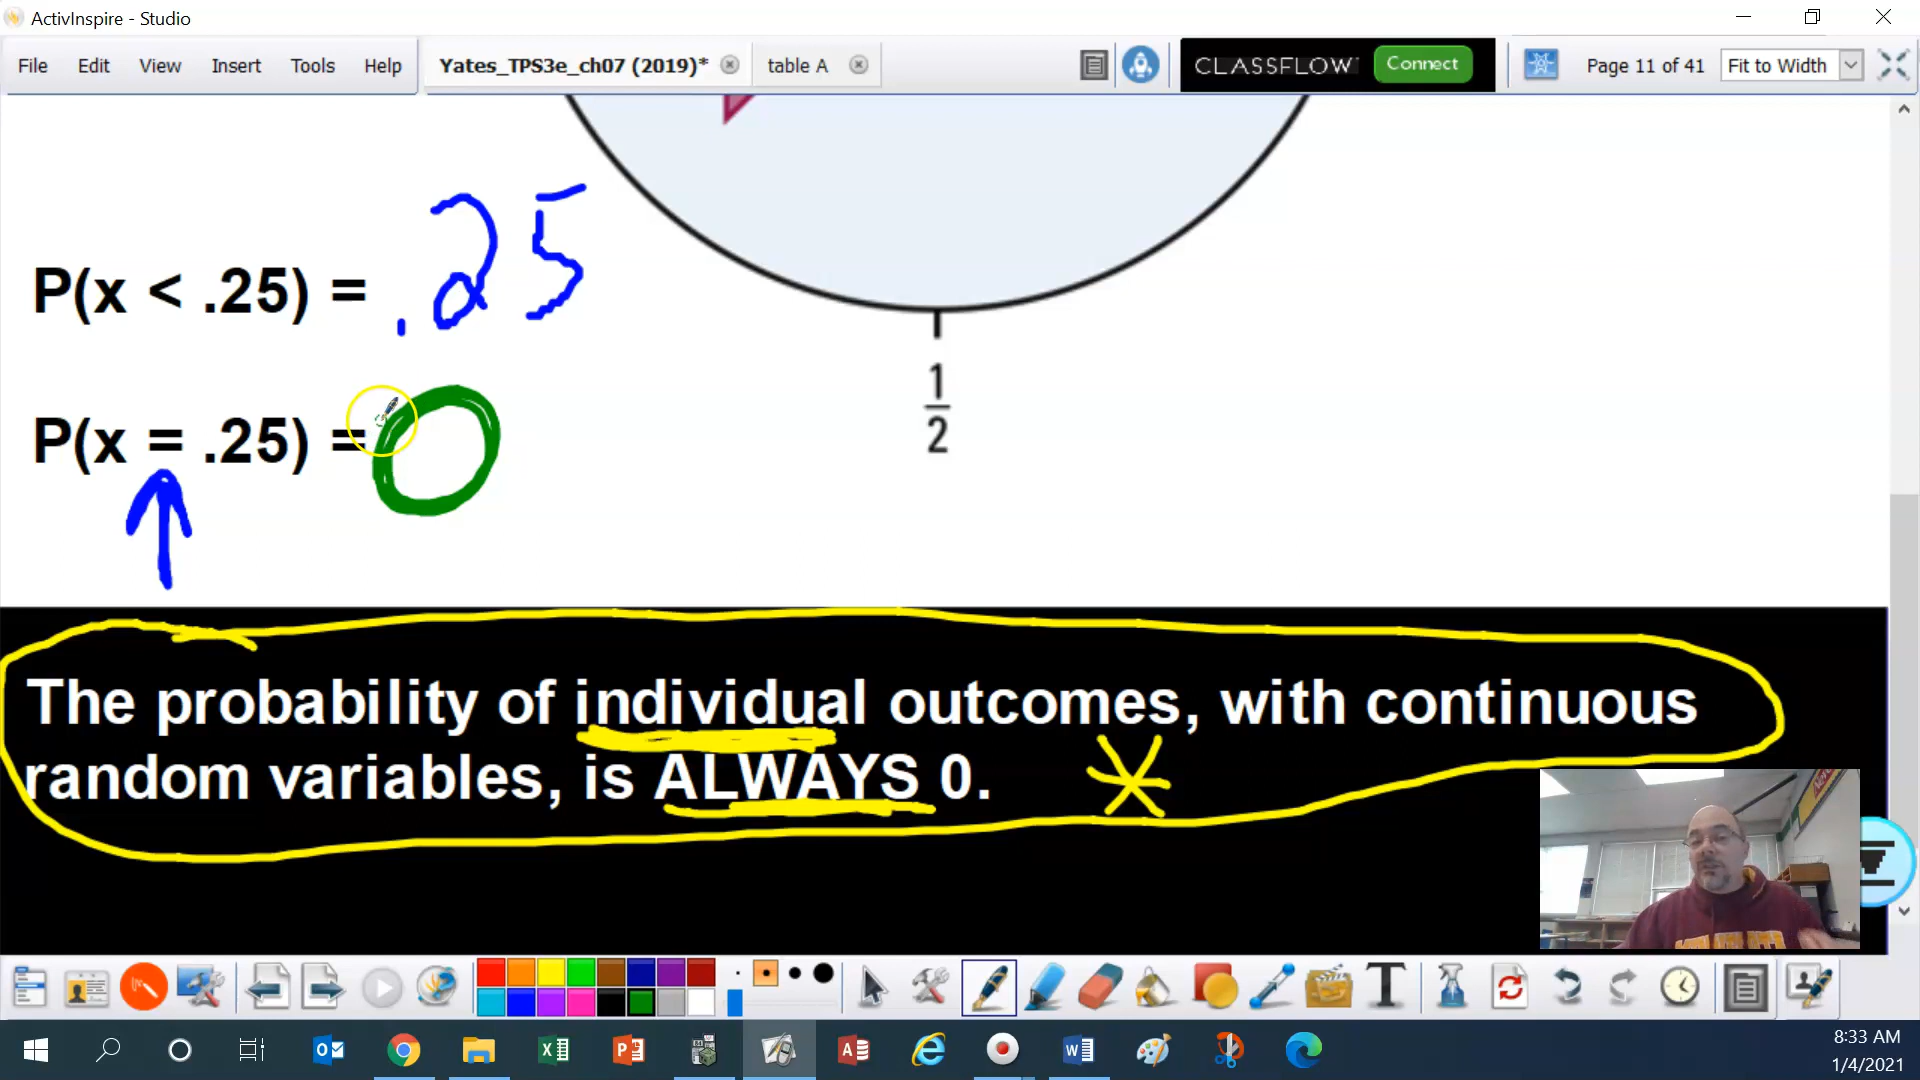 ActivInspire - Studio
File Edit View Insert Tools Help
Yates_TPS3e_ch07 (2019)*
table A
CLASSFLOW Connect
Page 11 of 41
Fit to Width
P(x < .25) = .25
P(x = .25) = 0
1
2
The probability of individual outcomes, with continuous
random variables, is ALWAYS 0.
8:33 AM
1/4/2021